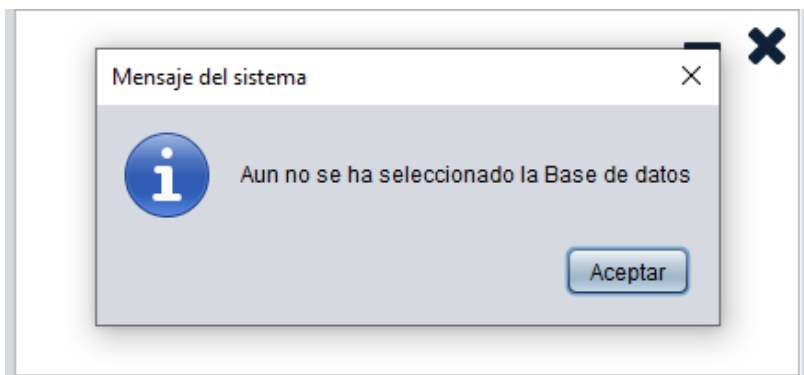 Mensaje del sistema
Aun no se ha seleccionado la Base de datos
Aceptar